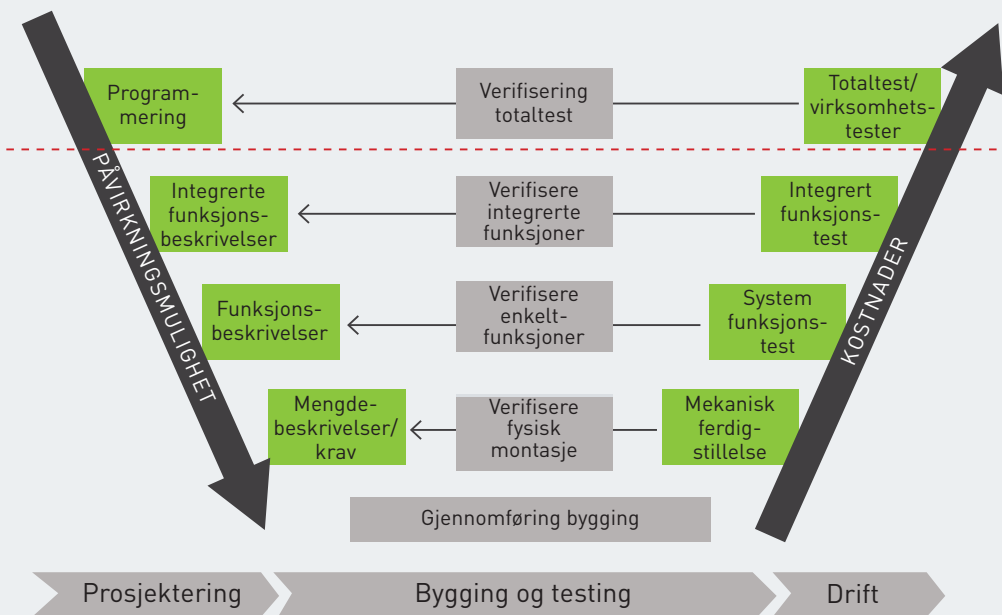 Program-
mering
Verifisering
totaltest
Totaltest/
virksomhets-
tester
PÅVIRKNINGSMULIGHET
Integrerte
funksjons-
beskrivelser
Verifisere
integrerte
funksjoner
Integrert
funksjons-
test
KOSTNADER
Funksjons-
beskrivelser
Verifisere
enkelt-
funksjoner
System
funksjons-
test
Mengde-
beskrivelser/
krav
Verifisere
fysisk
montasje
Mekanisk
ferdig-
stillelse
Gjennomføring bygging
Prosjektering
Bygging og testing
Drift